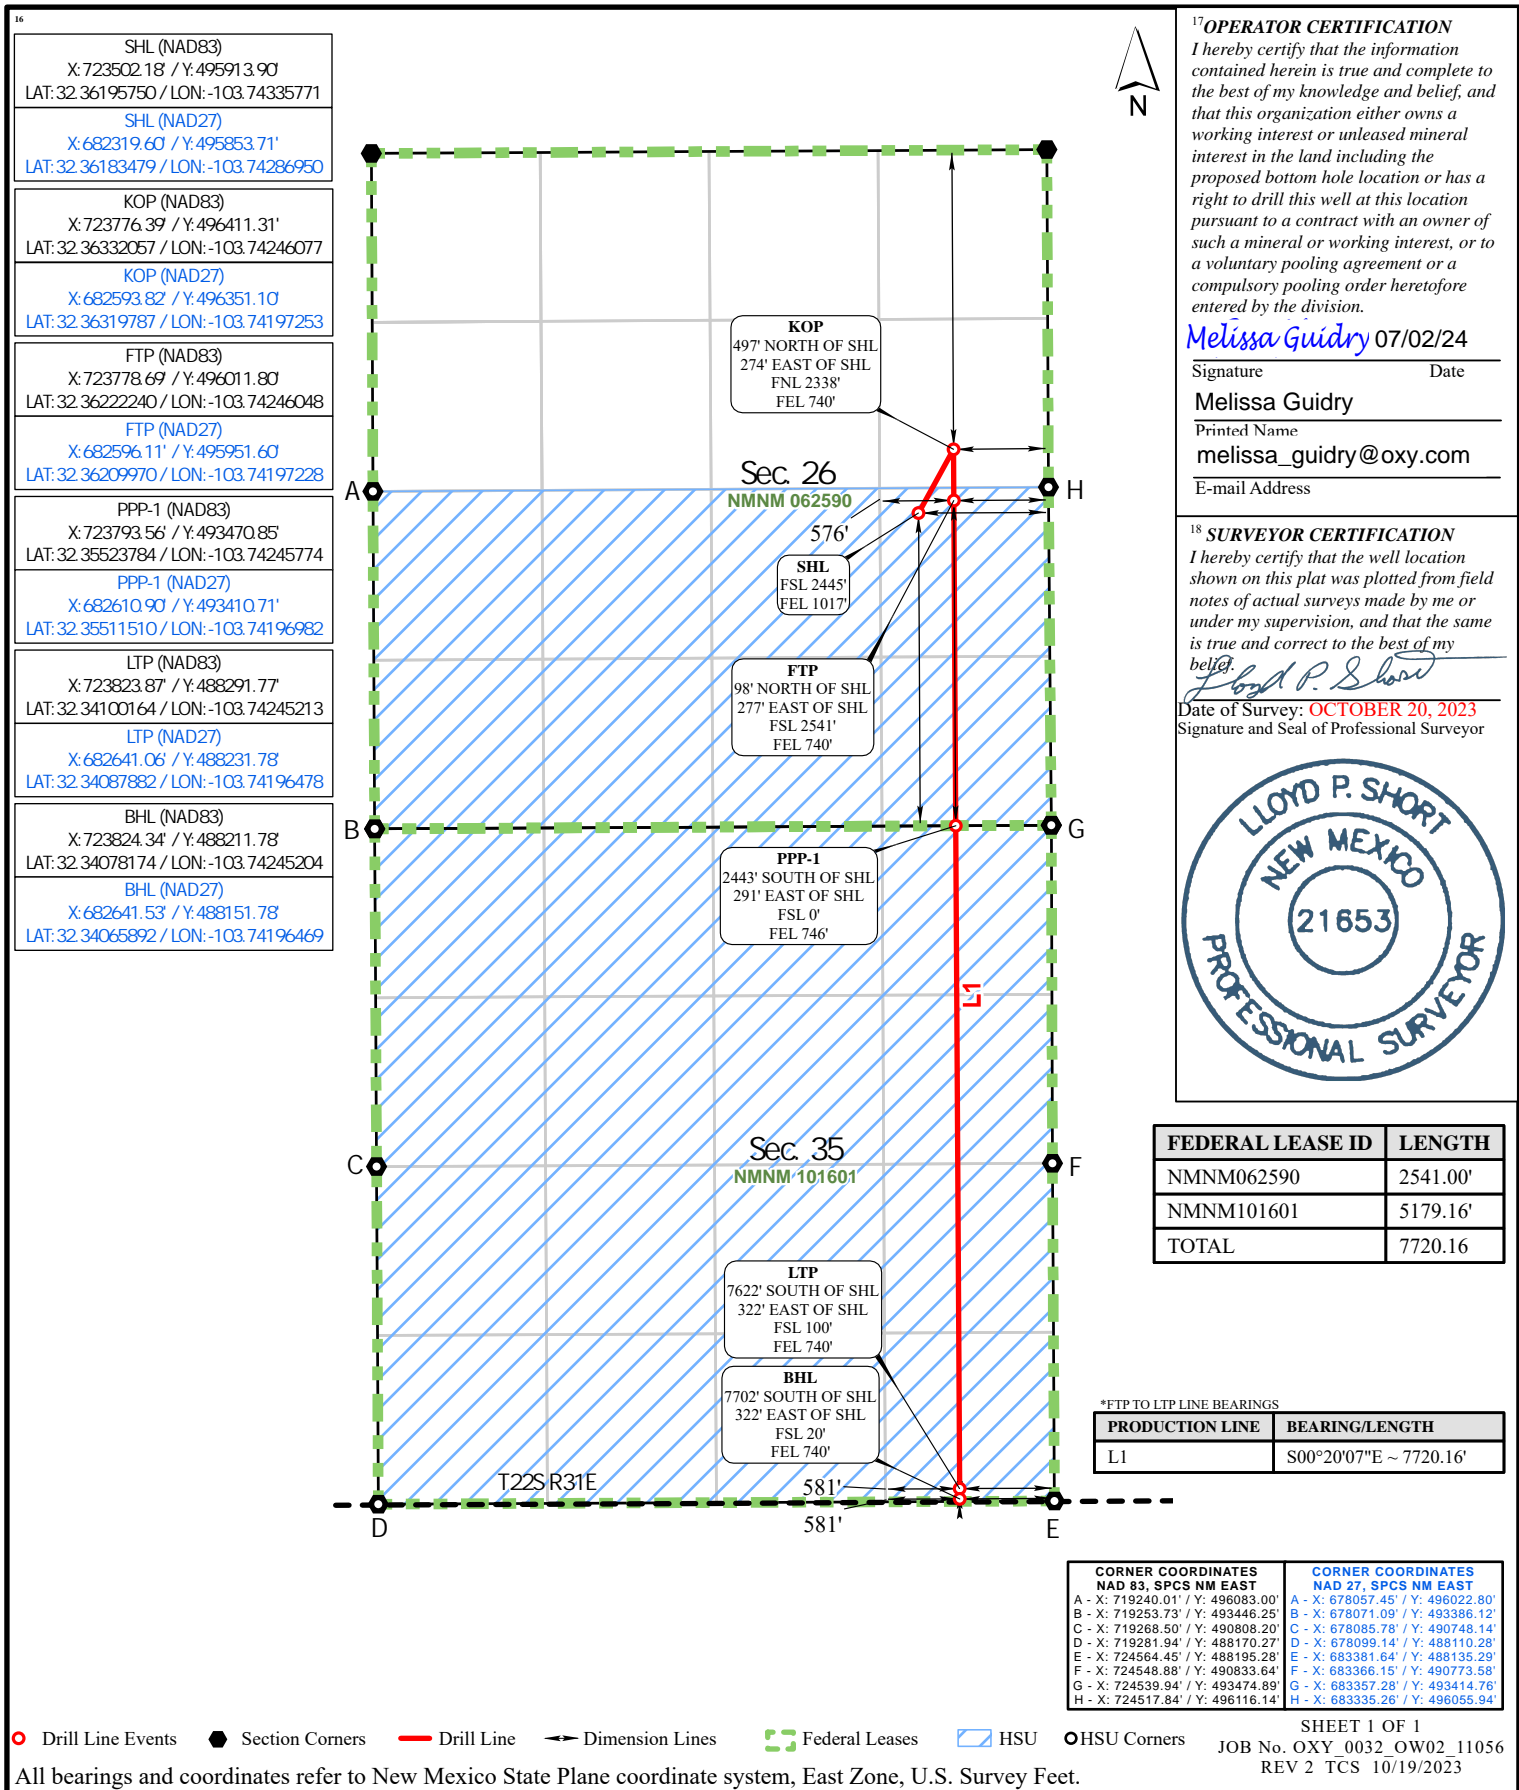 16
SHL (NAD83)
X:723502.18' / Y:495913.90'
LAT:32.36195750 / LON:-103.74335771
SHL (NAD27)
X:682319.60' / Y:495853.71'
LAT:32.36183479 / LON:-103.74286950
KOP (NAD83)
X:723776.39' / Y:496411.31'
LAT:32.36332057 / LON:-103.74246077
KOP (NAD27)
X:682593.82' / Y:496351.10'
LAT:32.36319787 / LON:-103.74197253
FTP (NAD83)
X:723778.69' / Y:496011.80'
LAT:32.36222240 / LON:-103.74246048
FTP (NAD27)
X:682596.11' / Y:495951.60'
LAT:32.36209970 / LON:-103.74197228
PPP-1 (NAD83)
X:723793.56' / Y:493470.85'
LAT:32.35523784 / LON:-103.74245774
PPP-1 (NAD27)
X:682610.90' / Y:493410.71'
LAT:32.35511510 / LON:-103.74196982
LTP (NAD83)
X:723823.87' / Y:488291.77'
LAT:32.34100164 / LON:-103.74245213
LTP (NAD27)
X:682641.06' / Y:488231.78'
LAT:32.34087882 / LON:-103.74196478
BHL (NAD83)
X:723824.34' / Y:488211.78'
LAT:32.34078174 / LON:-103.74245204
BHL (NAD27)
X:682641.53' / Y:488151.78'
LAT:32.34065892 / LON:-103.74196469
N
KOP
497' NORTH OF SHL
274' EAST OF SHL
FNL 2338'
FEL 740'
A
Sec. 26
NMNM 062590
H
576'
SHL
FSL 2445'
FEL 1017'
FTP
98' NORTH OF SHL
277' EAST OF SHL
FSL 2541'
FEL 740'
B
G
PPP-1
2443' SOUTH OF SHL
291' EAST OF SHL
FSL 0'
FEL 746'
L1
C
Sec. 35
NMNM 101601
F
LTP
7622' SOUTH OF SHL
322' EAST OF SHL
FSL 100'
FEL 740'
BHL
7702' SOUTH OF SHL
322' EAST OF SHL
FSL 20'
FEL 740'
T22S R31E
581'
581'
D
E
17 OPERATOR CERTIFICATION
I hereby certify that the information
contained herein is true and complete to
the best of my knowledge and belief, and
that this organization either owns a
working interest or unleased mineral
interest in the land including the
proposed bottom hole location or has a
right to drill this well at this location
pursuant to a contract with an owner of
such a mineral or working interest, or to
a voluntary pooling agreement or a
compulsory pooling order heretofore
entered by the division.
Melissa Guidry 07/02/24
Signature Date
Melissa Guidry
Printed Name
melissa_guidry@oxy.com
E-mail Address
18 SURVEYOR CERTIFICATION
I hereby certify that the well location
shown on this plat was plotted from field
notes of actual surveys made by me or
under my supervision, and that the same
is true and correct to the best of my
belief.
Lloyd P. Short
Date of Survey: OCTOBER 20, 2023
Signature and Seal of Professional Surveyor
LLOYD P. SHORT
NEW MEXICO
21653
PROFESSIONAL SURVEYOR
FEDERAL LEASE ID LENGTH
NMNM062590 2541.00'
NMNM101601 5179.16'
TOTAL 7720.16
*FTP TO LTP LINE BEARINGS
PRODUCTION LINE BEARING/LENGTH
L1 S00°20'07"E ~ 7720.16'
CORNER COORDINATES
NAD 83, SPCS NM EAST
A - X: 719240.01' / Y: 496083.00'
B - X: 719253.73' / Y: 493446.25'
C - X: 719268.50' / Y: 490808.20'
D - X: 719281.94' / Y: 488170.27'
E - X: 724564.45' / Y: 488195.28'
F - X: 724548.88' / Y: 490833.64'
G - X: 724539.94' / Y: 493474.89'
H - X: 724517.84' / Y: 496116.14'
CORNER COORDINATES
NAD 27, SPCS NM EAST
A - X: 678057.45' / Y: 496022.80'
B - X: 678071.09' / Y: 493386.12'
C - X: 678085.78' / Y: 490748.14'
D - X: 678099.14' / Y: 488110.28'
E - X: 683381.64' / Y: 488135.29'
F - X: 683366.15' / Y: 490773.58'
G - X: 683357.28' / Y: 493414.76'
H - X: 683335.26' / Y: 496055.94'
Drill Line Events Section Corners Drill Line Dimension Lines Federal Leases HSU HSU Corners
SHEET 1 OF 1
JOB No. OXY_0032_OW02_11056
REV 2 TCS 10/19/2023
All bearings and coordinates refer to New Mexico State Plane coordinate system, East Zone, U.S. Survey Feet.